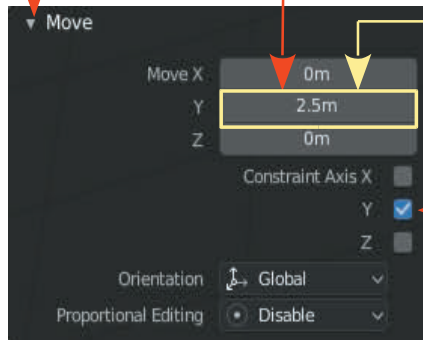 Move
Move X 0m
Y 2.5m
Z 0m
Constraint Axis X
Y
Z
Orientation Global
Proportional Editing Disable